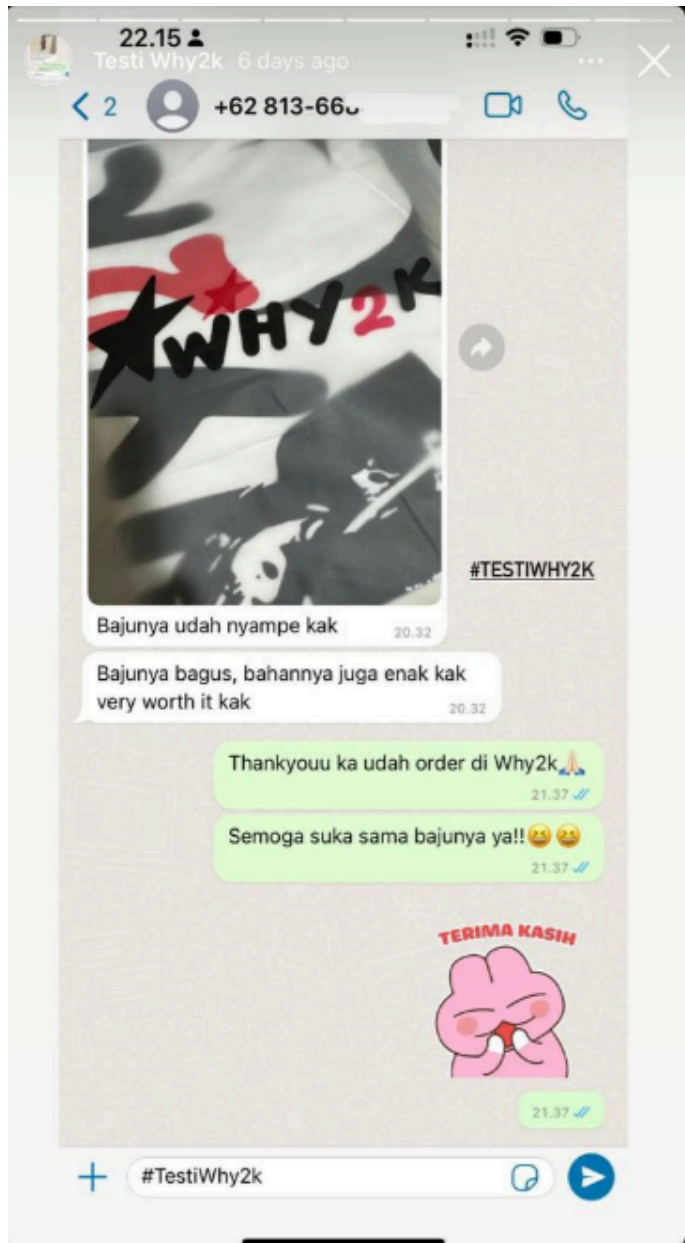 22.15
Testi Why2k 6 days ago
2
+62 813-66
WHY2K
#TESTIWHY2K
Bajunya udah nyampe kak
20.32
Bajunya bagus, bahannya juga enak kak
very worth it kak
20.32
Thankyouu ka udah order di Why2k🙏🏻
21.37
Semoga suka sama bajunya ya!!😆😆
21.37
TERIMA KASIH
21.37
#TestiWhy2k